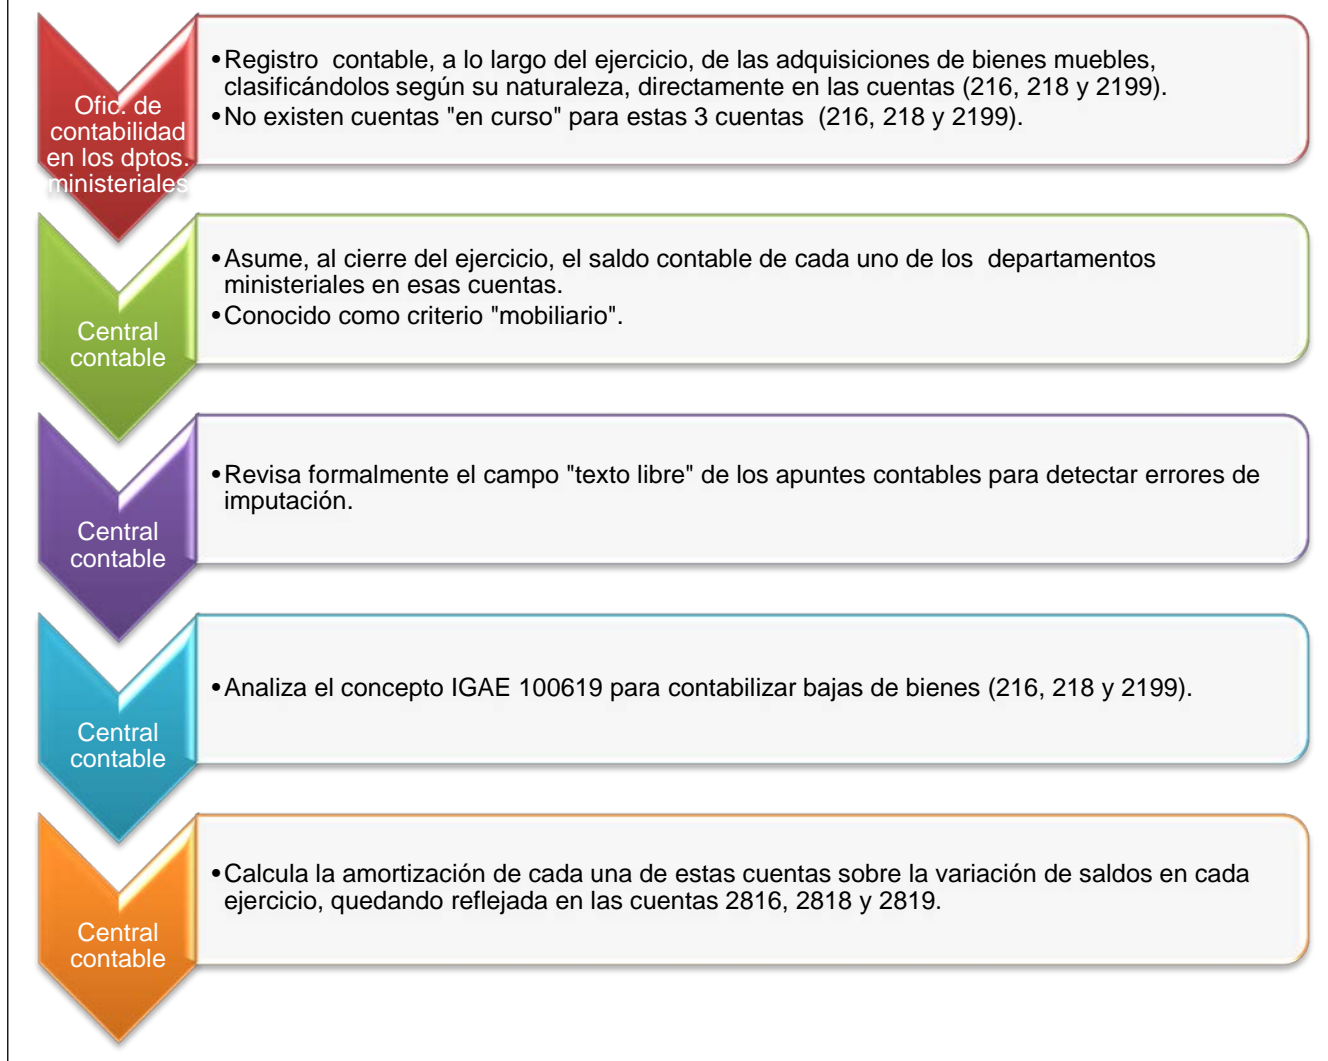 Ofic. de
contabilidad
en los dptos.
ministeriales
•Registro  contable, a lo largo del ejercicio, de las adquisiciones de bienes muebles,
clasificándolos según su naturaleza, directamente en las cuentas (216, 218 y 2199).
•No existen cuentas "en curso" para estas 3 cuentas  (216, 218 y 2199).
Central
contable
•Asume, al cierre del ejercicio, el saldo contable de cada uno de los  departamentos
ministeriales en esas cuentas.
•Conocido como criterio "mobiliario".
Central
contable
•Revisa formalmente el campo "texto libre" de los apuntes contables para detectar errores de
imputación.
Central
contable
•Analiza el concepto IGAE 100619 para contabilizar bajas de bienes (216, 218 y 2199).
Central
contable
•Calcula la amortización de cada una de estas cuentas sobre la variación de saldos en cada
ejercicio, quedando reflejada en las cuentas 2816, 2818 y 2819.